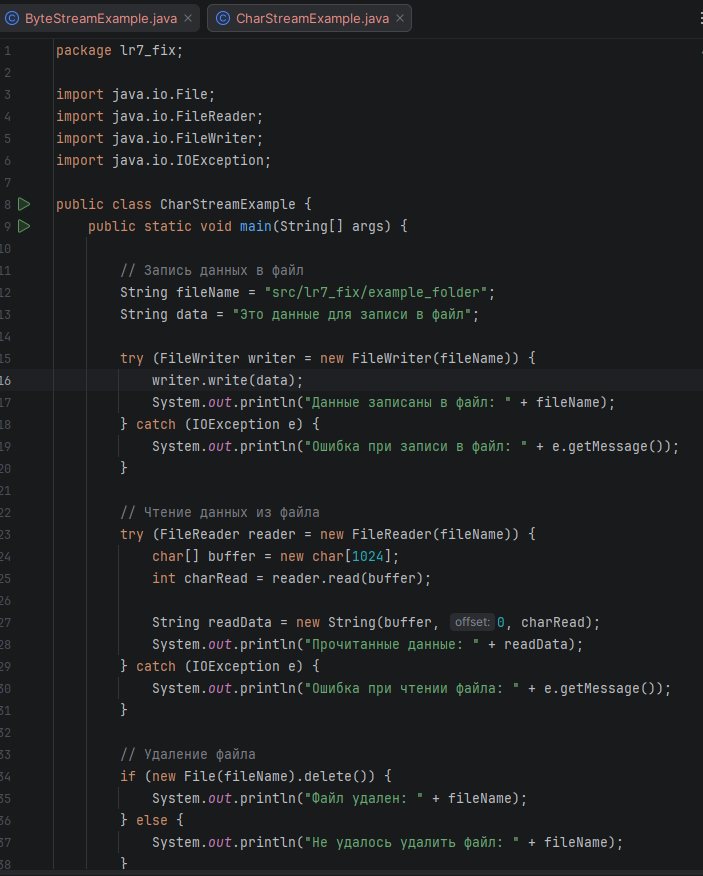 ByteStreamExample.java × CharStreamExample.java ×
1 package lr7_fix;
2
3 import java.io.File;
4 import java.io.FileReader;
5 import java.io.FileWriter;
6 import java.io.IOException;
7
8 public class CharStreamExample {
9 public static void main(String[] args) {
10
11 // Запись данных в файл
12 String fileName = "src/lr7_fix/example_folder";
13 String data = "Это данные для записи в файл";
14
15 try (FileWriter writer = new FileWriter(fileName)) {
16 writer.write(data);
17 System.out.println("Данные записаны в файл: " + fileName);
18 } catch (IOException e) {
19 System.out.println("Ошибка при записи в файл: " + e.getMessage());
20 }
21
22 // Чтение данных из файла
23 try (FileReader reader = new FileReader(fileName)) {
24 char[] buffer = new char[1024];
25 int charRead = reader.read(buffer);
26
27 String readData = new String(buffer, offset: 0, charRead);
28 System.out.println("Прочитанные данные: " + readData);
29 } catch (IOException e) {
30 System.out.println("Ошибка при чтении файла: " + e.getMessage());
31 }
32
33 // Удаление файла
34 if (new File(fileName).delete()) {
35 System.out.println("Файл удален: " + fileName);
36 } else {
37 System.out.println("Не удалось удалить файл: " + fileName);
38 }